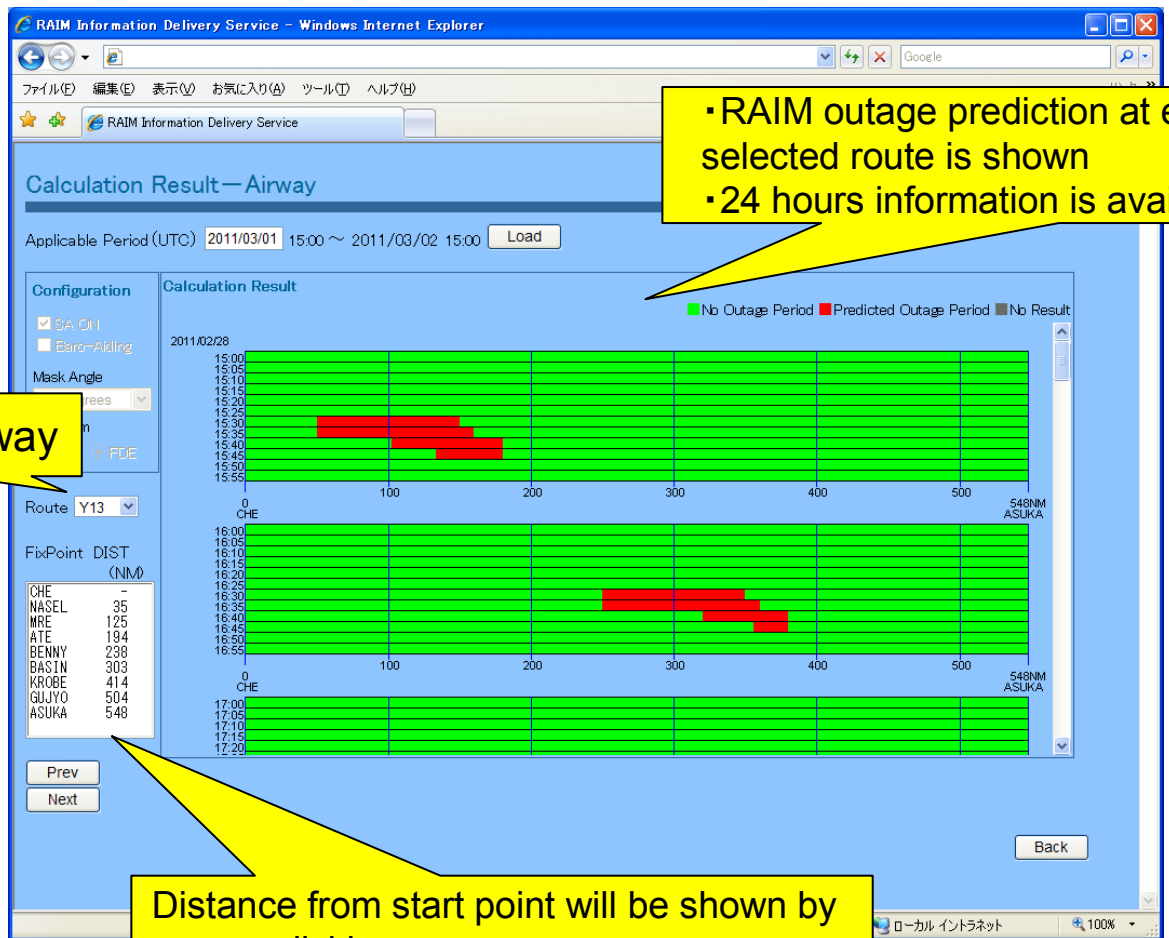 RAIM Information Delivery Service - Windows Internet Explorer
Google
ファイル(F) 編集(E) 表示(V) お気に入り(A) ツール(T) ヘルプ(H)
RAIM Information Delivery Service
・RAIM outage prediction at
selected route is shown
・24 hours information is
Calculation Result—Airway
Applicable Period(UTC) 2011/03/01 15:00 ~ 2011/03/02 15:00 Load
Configuration
SA ON
Baro-Aiding
Mask Angle
FDE
Route Y13
FixPoint DIST
(NM)
CHE -
NASEL 35
MRE 125
ATE 194
BENNY 238
BASIN 303
KROBE 414
GUJYO 504
ASUKA 548
Prev
Next
Calculation Result
No Outage Period Predicted Outage Period No Result
2011/02/28
15:00
15:05
15:10
15:15
15:20
15:25
15:30
15:35
15:40
15:45
15:50
15:55
0 100 200 300 400 500 548NM
CHE ASUKA
16:00
16:05
16:10
16:15
16:20
16:25
16:30
16:35
16:40
16:45
16:50
16:55
0 100 200 300 400 500 548NM
CHE ASUKA
17:00
17:05
17:10
17:15
17:20
Back
Distance from start point will be shown by
ローカル イントラネット 100%